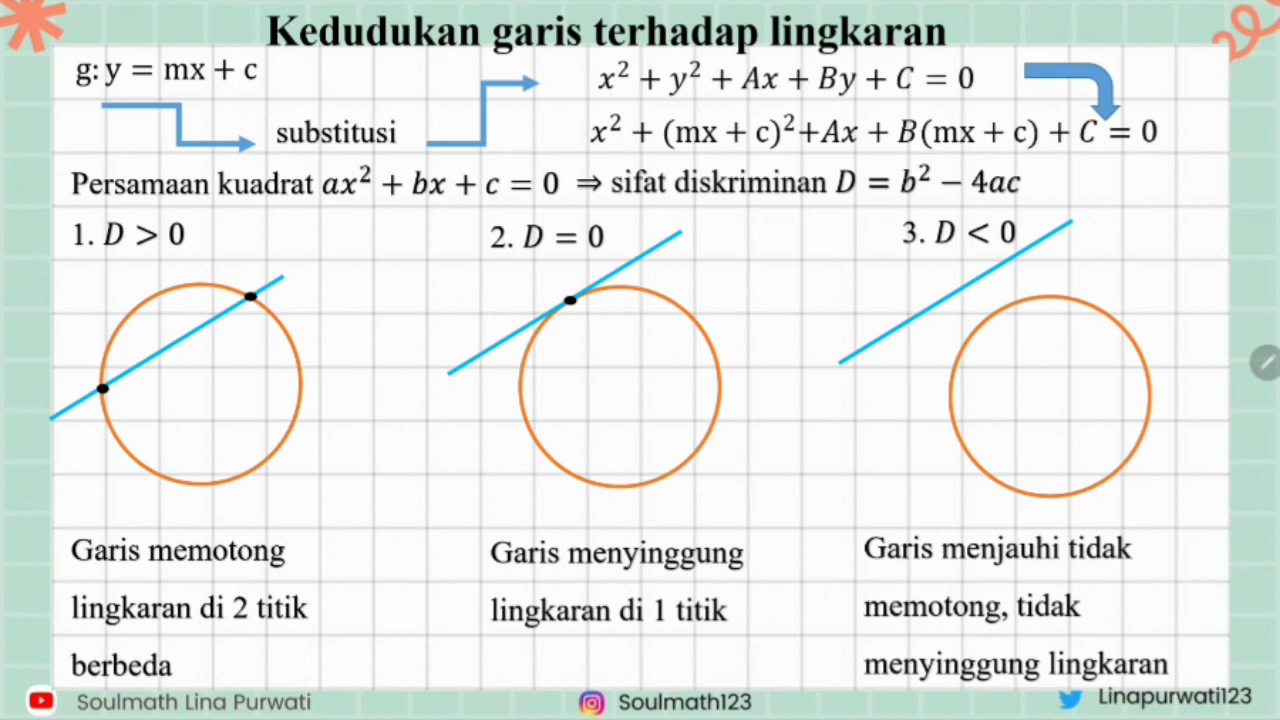 Kedudukan garis terhadap lingkaran
g: y = mx + c
substitusi
x² + y² + Ax + By + C = 0
x² + (mx + c)²+Ax + B(mx + c) + C = 0
Persamaan kuadrat ax² + bx + c = 0 ⇒ sifat diskriminan D = b² − 4ac
1. D > 0
2. D = 0
3. D < 0
Garis memotong
lingkaran di 2 titik
berbeda
Garis menyinggung
lingkaran di 1 titik
Garis menjauhi tidak
memotong, tidak
menyinggung lingkaran
Soulmath Lina Purwati
Soulmath123
Linapurwati123